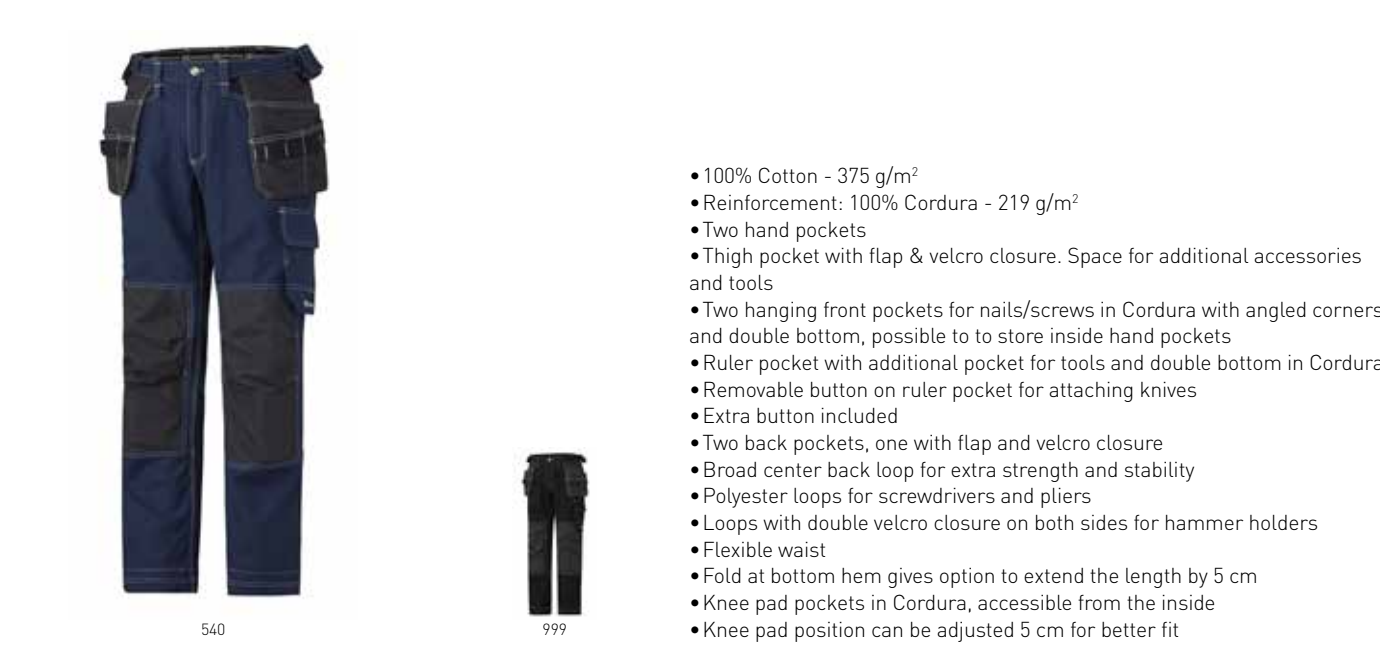 •100% Cotton - 375 g/m²
•Reinforcement: 100% Cordura - 219 g/m²
•Two hand pockets
•Thigh pocket with flap & velcro closure. Space for additional accessories
and tools
•Two hanging front pockets for nails/screws in Cordura with angled corners
and double bottom, possible to to store inside hand pockets
•Ruler pocket with additional pocket for tools and double bottom in Cordura
•Removable button on ruler pocket for attaching knives
•Extra button included
•Two back pockets, one with flap and velcro closure
•Broad center back loop for extra strength and stability
•Polyester loops for screwdrivers and pliers
•Loops with double velcro closure on both sides for hammer holders
•Flexible waist
•Fold at bottom hem gives option to extend the length by 5 cm
•Knee pad pockets in Cordura, accessible from the inside
•Knee pad position can be adjusted 5 cm for better fit
540
999